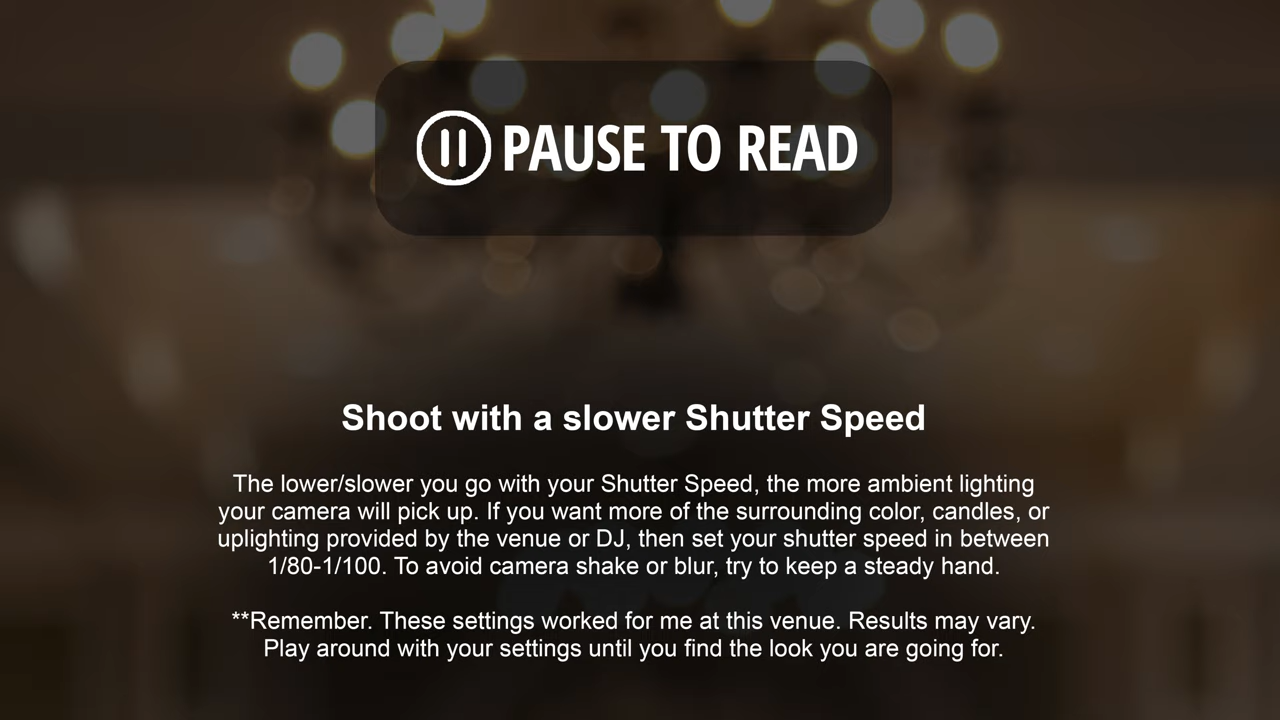 PAUSE TO READ
Shoot with a slower Shutter Speed
The lower/slower you go with your Shutter Speed, the more ambient lighting
your camera will pick up. If you want more of the surrounding color, candles, or
uplighting provided by the venue or DJ, then set your shutter speed in between
1/80-1/100. To avoid camera shake or blur, try to keep a steady hand.
**Remember. These settings worked for me at this venue. Results may vary.
Play around with your settings until you find the look you are going for.